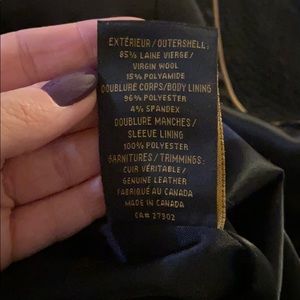 EXTÉRIEUR/OUTERSHELL:
85% LAINE VIERGE/
VIRGIN WOOL
15% POLYAMIDE
DOUBLURE CORPS/BODY LINING
96% POLYESTER
4% SPANDEX
DOUBLURE MANCHES/
SLEEVE LINING
100% POLYESTER
GARNITURES/TRIMMINGS:
CUIR VÉRITABLE/
GENUINE LEATHER
FABRIQUÉ AU CANADA
MADE IN CANADA
CA# 27302